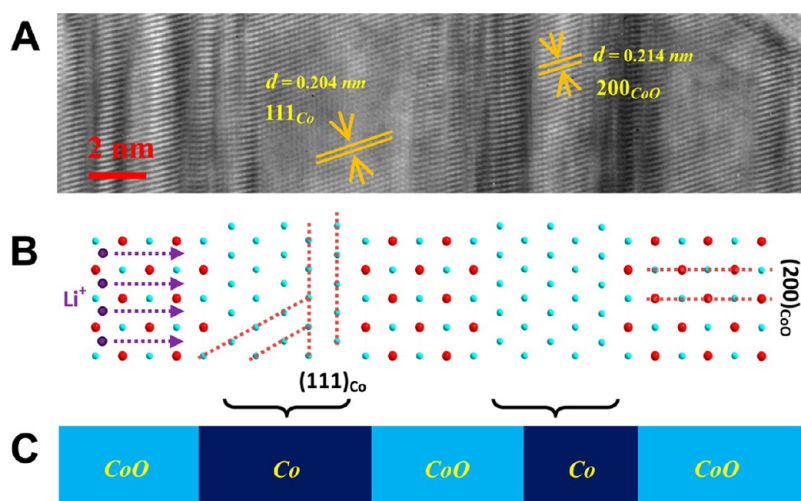 A
d = 0.204 nm
111Co
d = 0.214 nm
200CoO
2 nm
B
Li+
(111)Co
(200)CoO
C
CoO
Co
CoO
Co
CoO